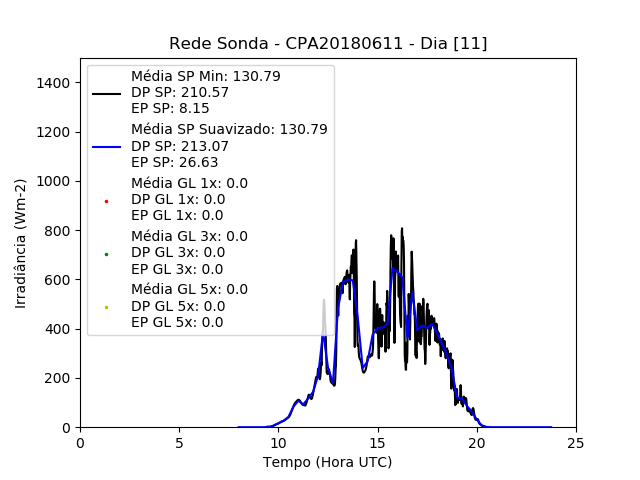 Rede Sonda - CPA20180611 - Dia [11]
Média SP Min: 130.79
DP SP: 210.57
EP SP: 8.15
Média SP Suavizado: 130.79
DP SP: 213.07
EP SP: 26.63
Média GL 1x: 0.0
DP GL 1x: 0.0
EP GL 1x: 0.0
Média GL 3x: 0.0
DP GL 3x: 0.0
EP GL 3x: 0.0
Média GL 5x: 0.0
DP GL 5x: 0.0
EP GL 5x: 0.0
Irradiância (Wm-2)
1400
1200
1000
800
600
400
200
0
0 5 10 15 20 25
Tempo (Hora UTC)